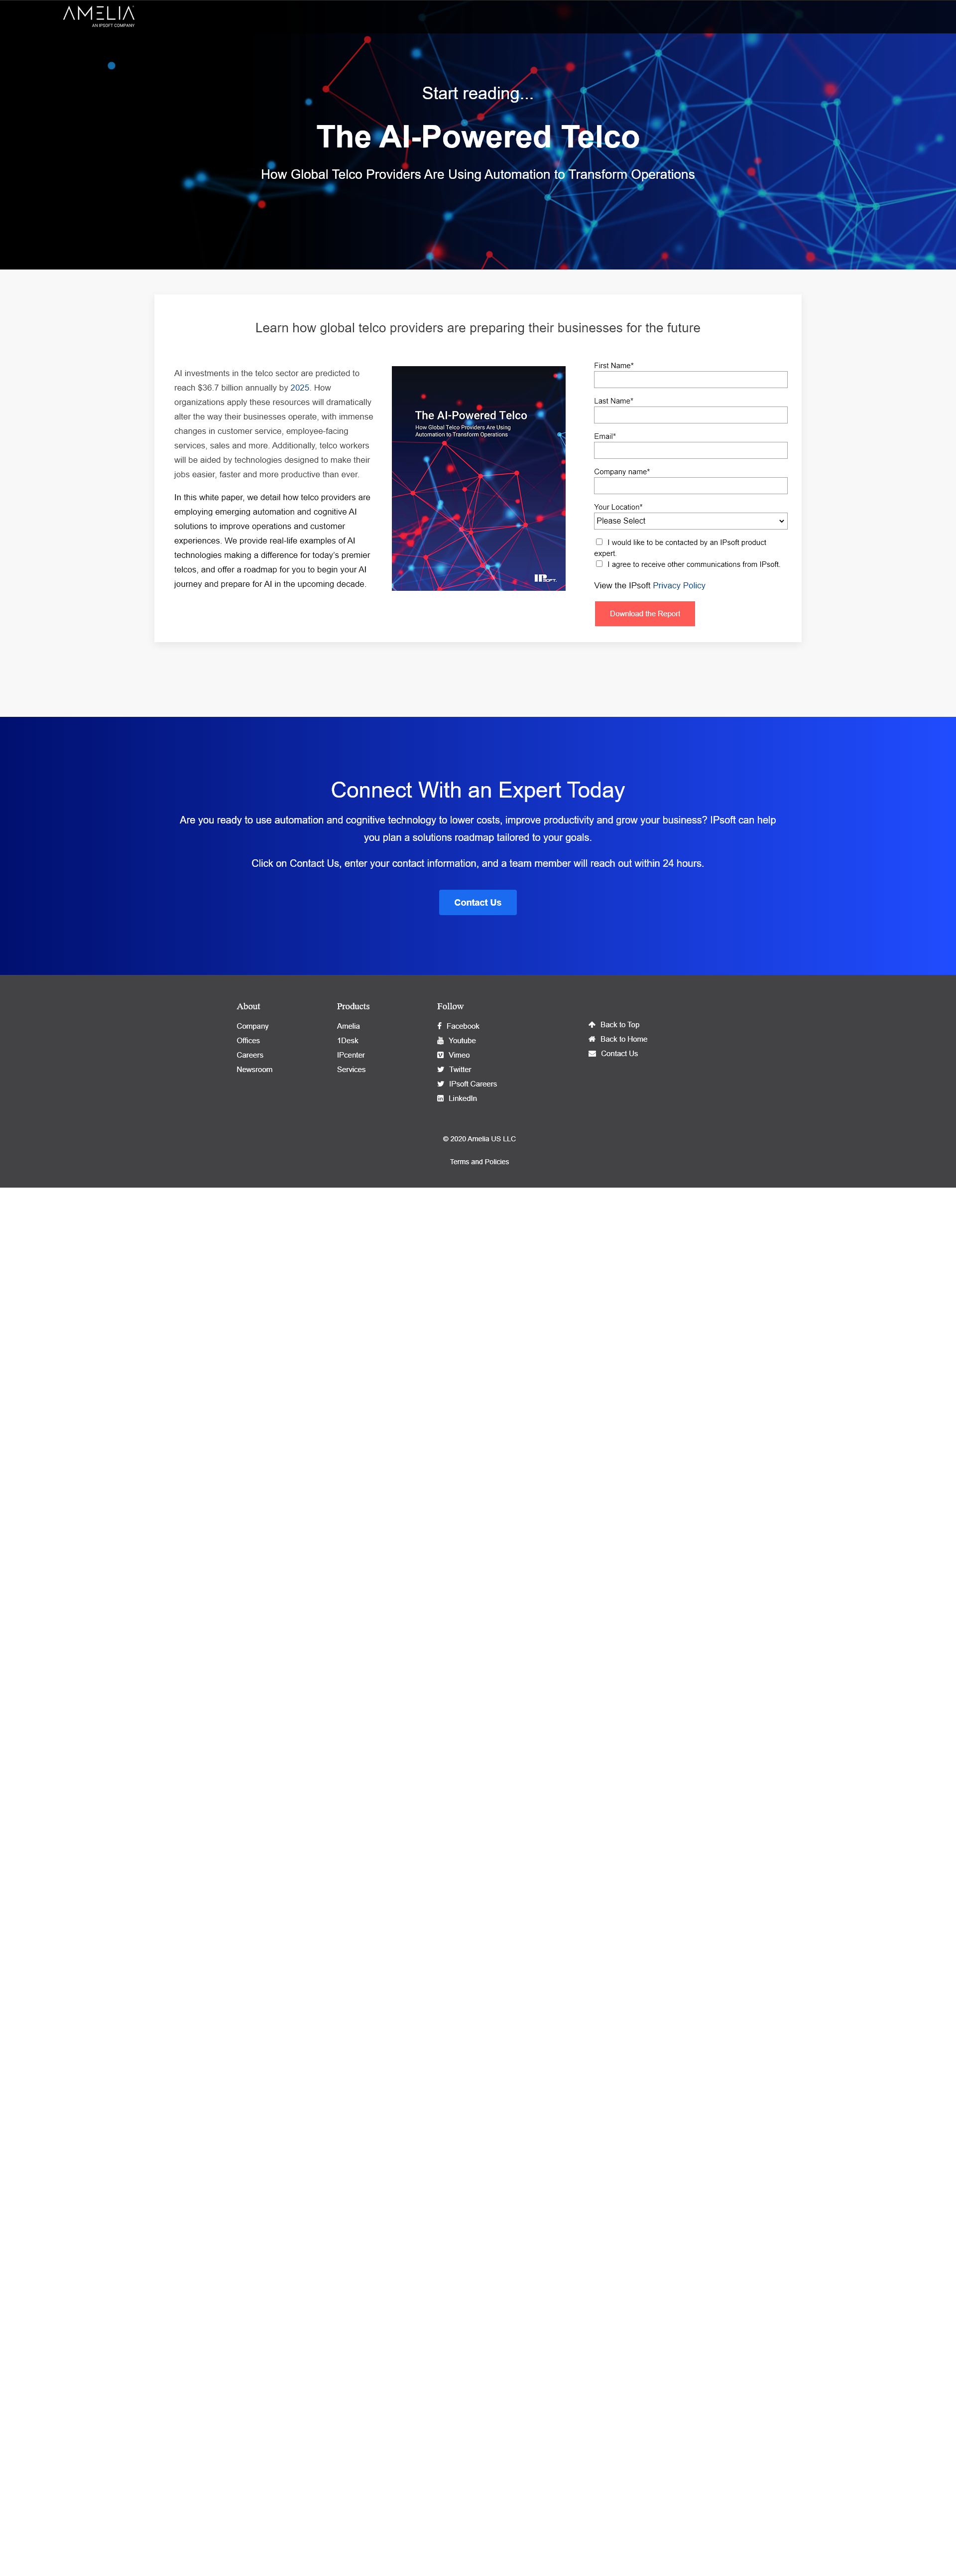 AMELIA
AN IPSOFT COMPANY
Start reading...
The AI-Powered Telco
How Global Telco Providers Are Using Automation to Transform Operations
Learn how global telco providers are preparing their businesses for the future
AI investments in the telco sector are predicted to
reach $36.7 billion annually by 2025. How
organizations apply these resources will dramatically
alter the way their businesses operate, with immense
changes in customer service, employee-facing
services, sales and more. Additionally, telco workers
will be aided by technologies designed to make their
jobs easier, faster and more productive than ever.
In this white paper, we detail how telco providers are
employing emerging automation and cognitive AI
solutions to improve operations and customer
experiences. We provide real-life examples of AI
technologies making a difference for today's premier
telcos, and offer a roadmap for you to begin your AI
journey and prepare for AI in the upcoming decade.
The AI-Powered Telco
How Global Telco Providers Are Using
Automation to Transform Operations
IPSOFT.
First Name*
Last Name*
Email*
Company name*
Your Location*
Please Select
I would like to be contacted by an IPsoft product
expert.
I agree to receive other communications from IPsoft.
View the IPsoft Privacy Policy
Download the Report
Connect With an Expert Today
Are you ready to use automation and cognitive technology to lower costs, improve productivity and grow your business? IPsoft can help
you plan a solutions roadmap tailored to your goals.
Click on Contact Us, enter your contact information, and a team member will reach out within 24 hours.
Contact Us
About
Company
Offices
Careers
Newsroom
Products
Amelia
1Desk
IPcenter
Services
Follow
Facebook
Youtube
Vimeo
Twitter
IPsoft Careers
LinkedIn
Back to Top
Back to Home
Contact Us
© 2020 Amelia US LLC
Terms and Policies